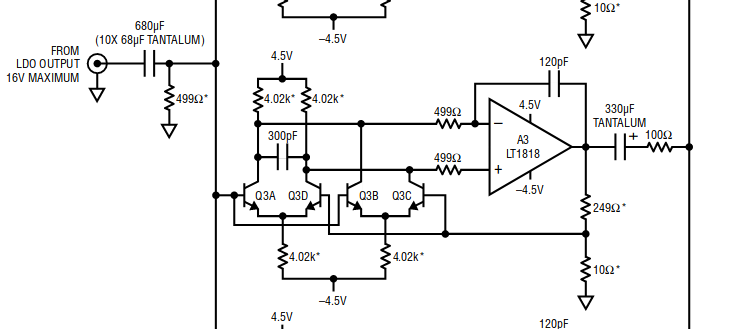 10Ω*
–4.5V
680µF
(10X 68µF TANTALUM)
FROM
LDO OUTPUT
16V MAXIMUM
499Ω*
4.5V
4.02k*
4.02k*
300pF
499Ω
499Ω
120pF
4.5V
–
+
A3
LT1818
–4.5V
330µF
TANTALUM
+
100Ω
Q3A
Q3D
Q3B
Q3C
249Ω*
4.02k*
4.02k*
10Ω*
–4.5V
4.5V
120pF